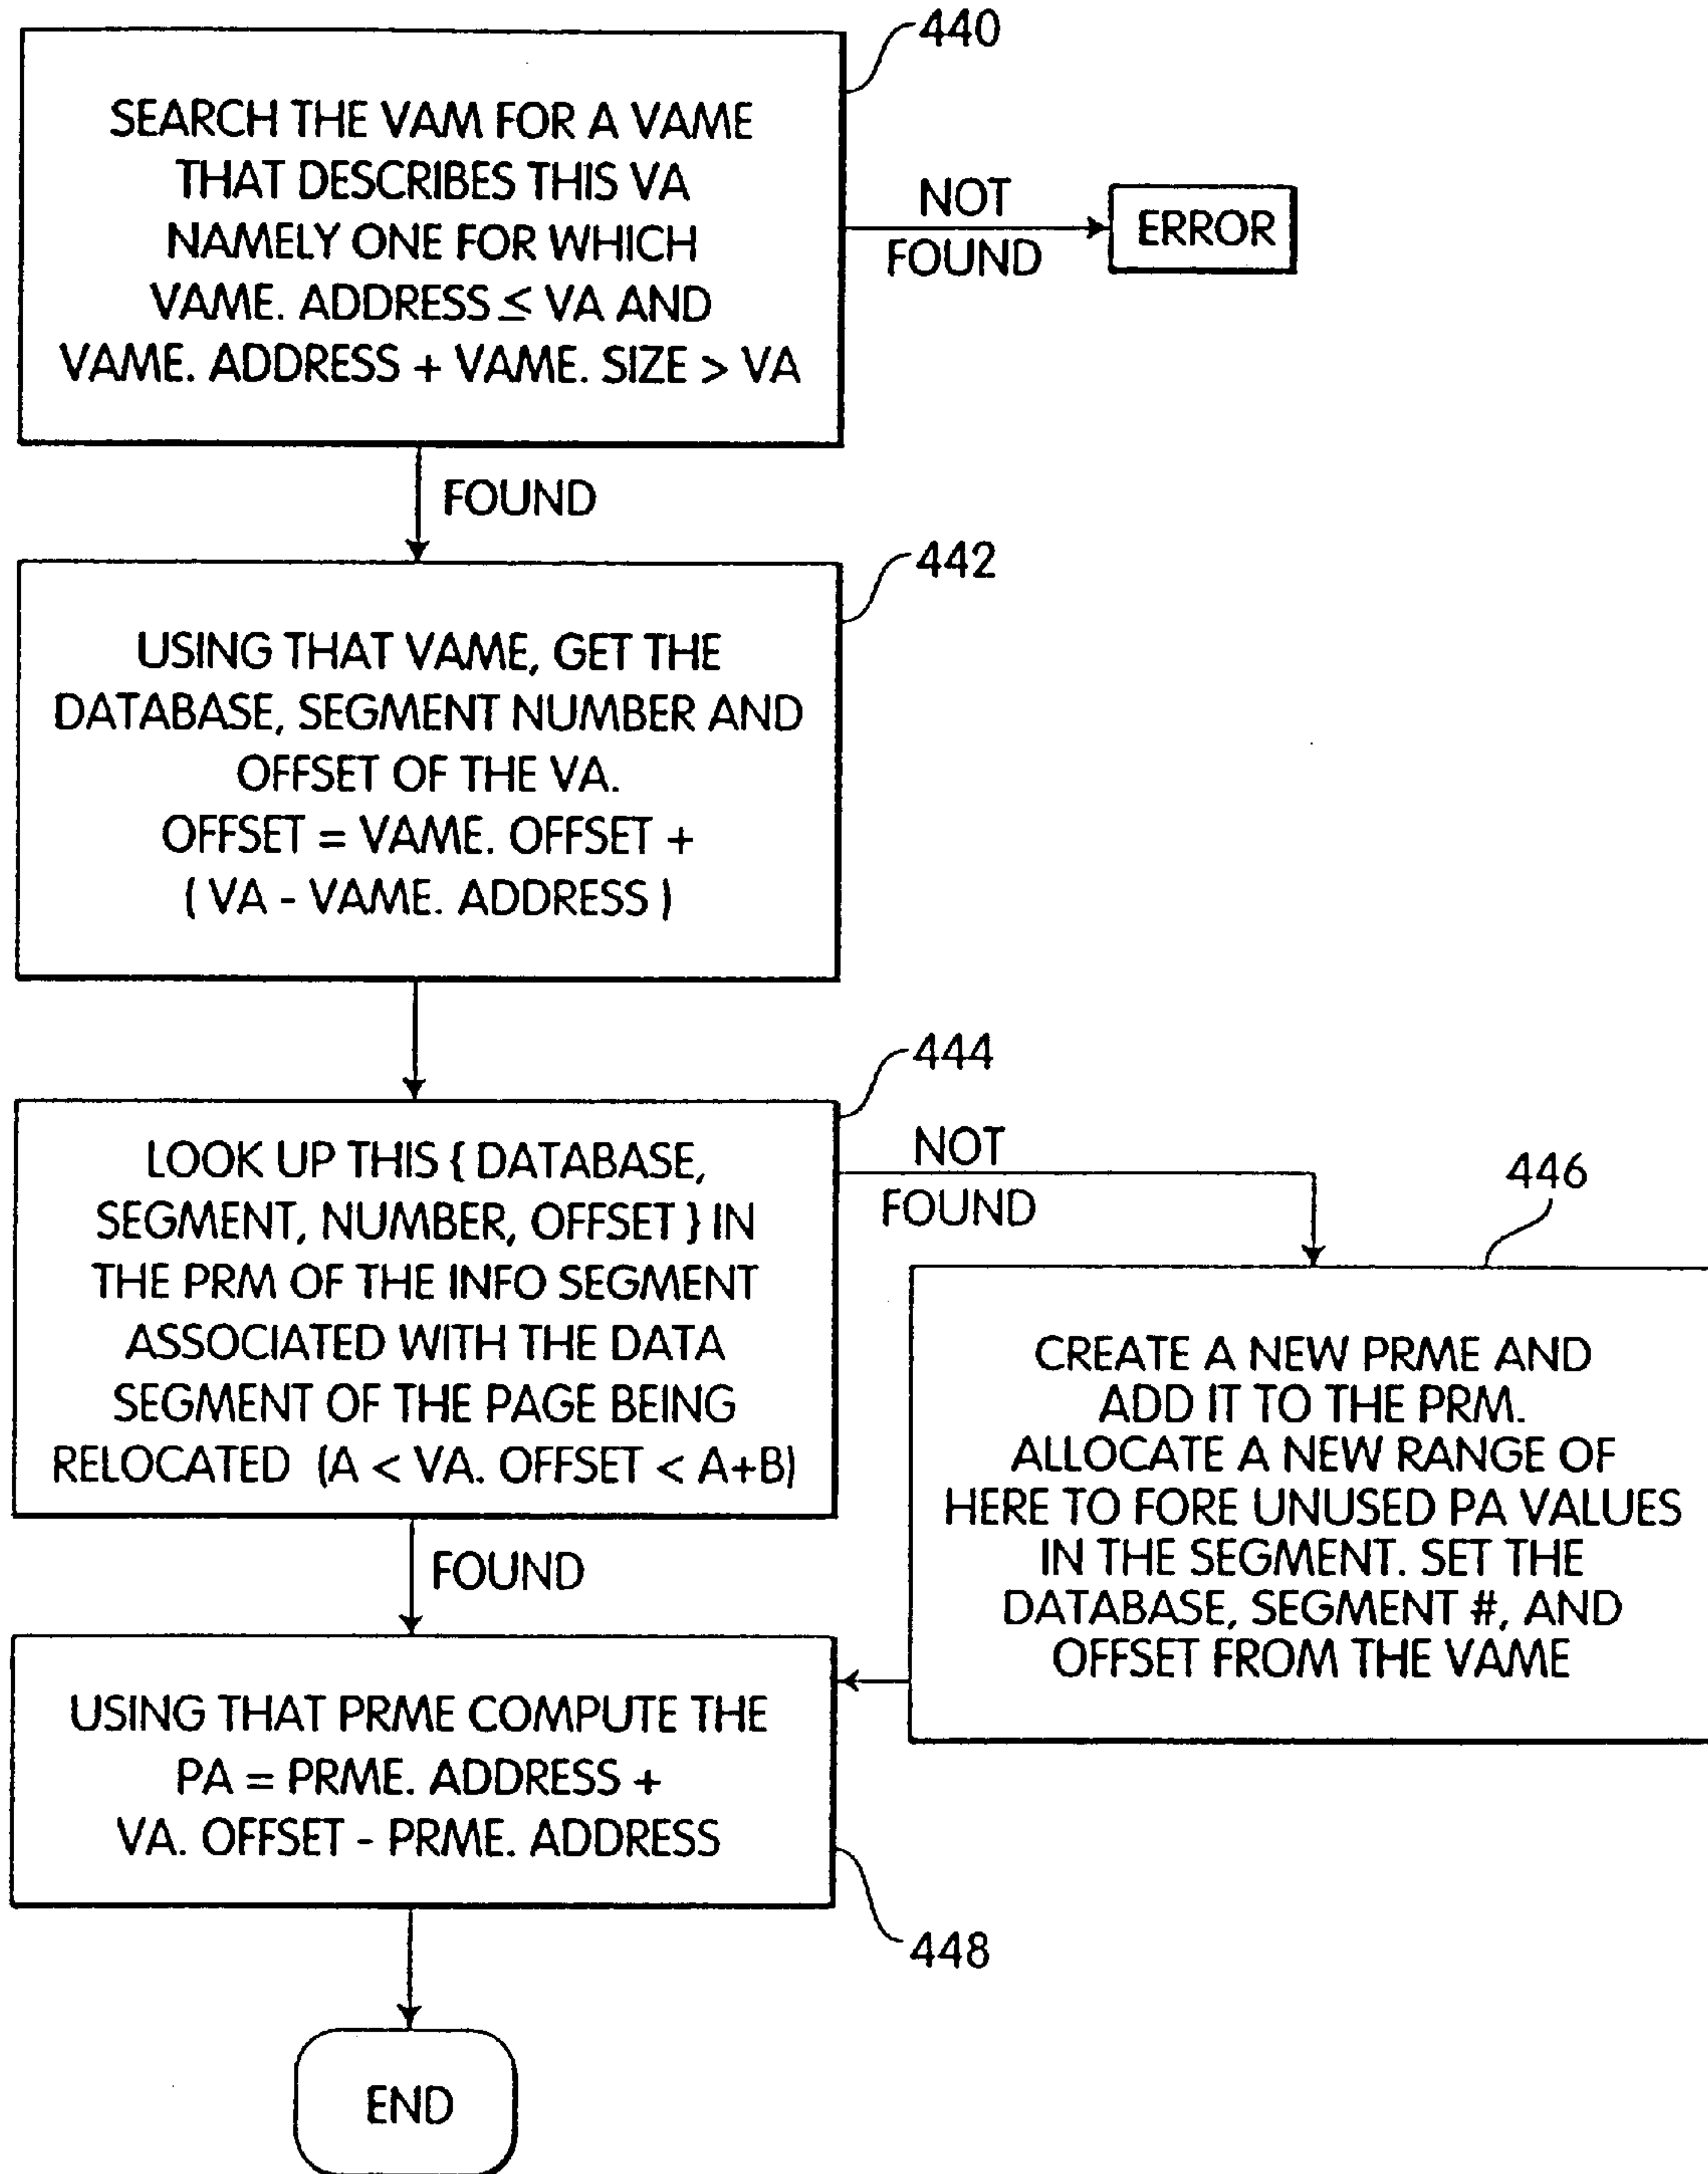 440
SEARCH THE VAM FOR A VAME
THAT DESCRIBES THIS VA
NAMELY ONE FOR WHICH
VAME. ADDRESS ≤ VA AND
VAME. ADDRESS + VAME. SIZE > VA
NOT
FOUND
ERROR
FOUND
442
USING THAT VAME, GET THE
DATABASE, SEGMENT NUMBER AND
OFFSET OF THE VA.
OFFSET = VAME. OFFSET +
( VA - VAME. ADDRESS )
444
LOOK UP THIS { DATABASE,
SEGMENT, NUMBER, OFFSET } IN
THE PRM OF THE INFO SEGMENT
ASSOCIATED WITH THE DATA
SEGMENT OF THE PAGE BEING
RELOCATED (A < VA. OFFSET < A+B)
NOT
FOUND
446
CREATE A NEW PRME AND
ADD IT TO THE PRM.
ALLOCATE A NEW RANGE OF
HERE TO FORE UNUSED PA VALUES
IN THE SEGMENT. SET THE
DATABASE, SEGMENT #, AND
OFFSET FROM THE VAME
FOUND
USING THAT PRME COMPUTE THE
PA = PRME. ADDRESS +
VA. OFFSET - PRME. ADDRESS
448
END